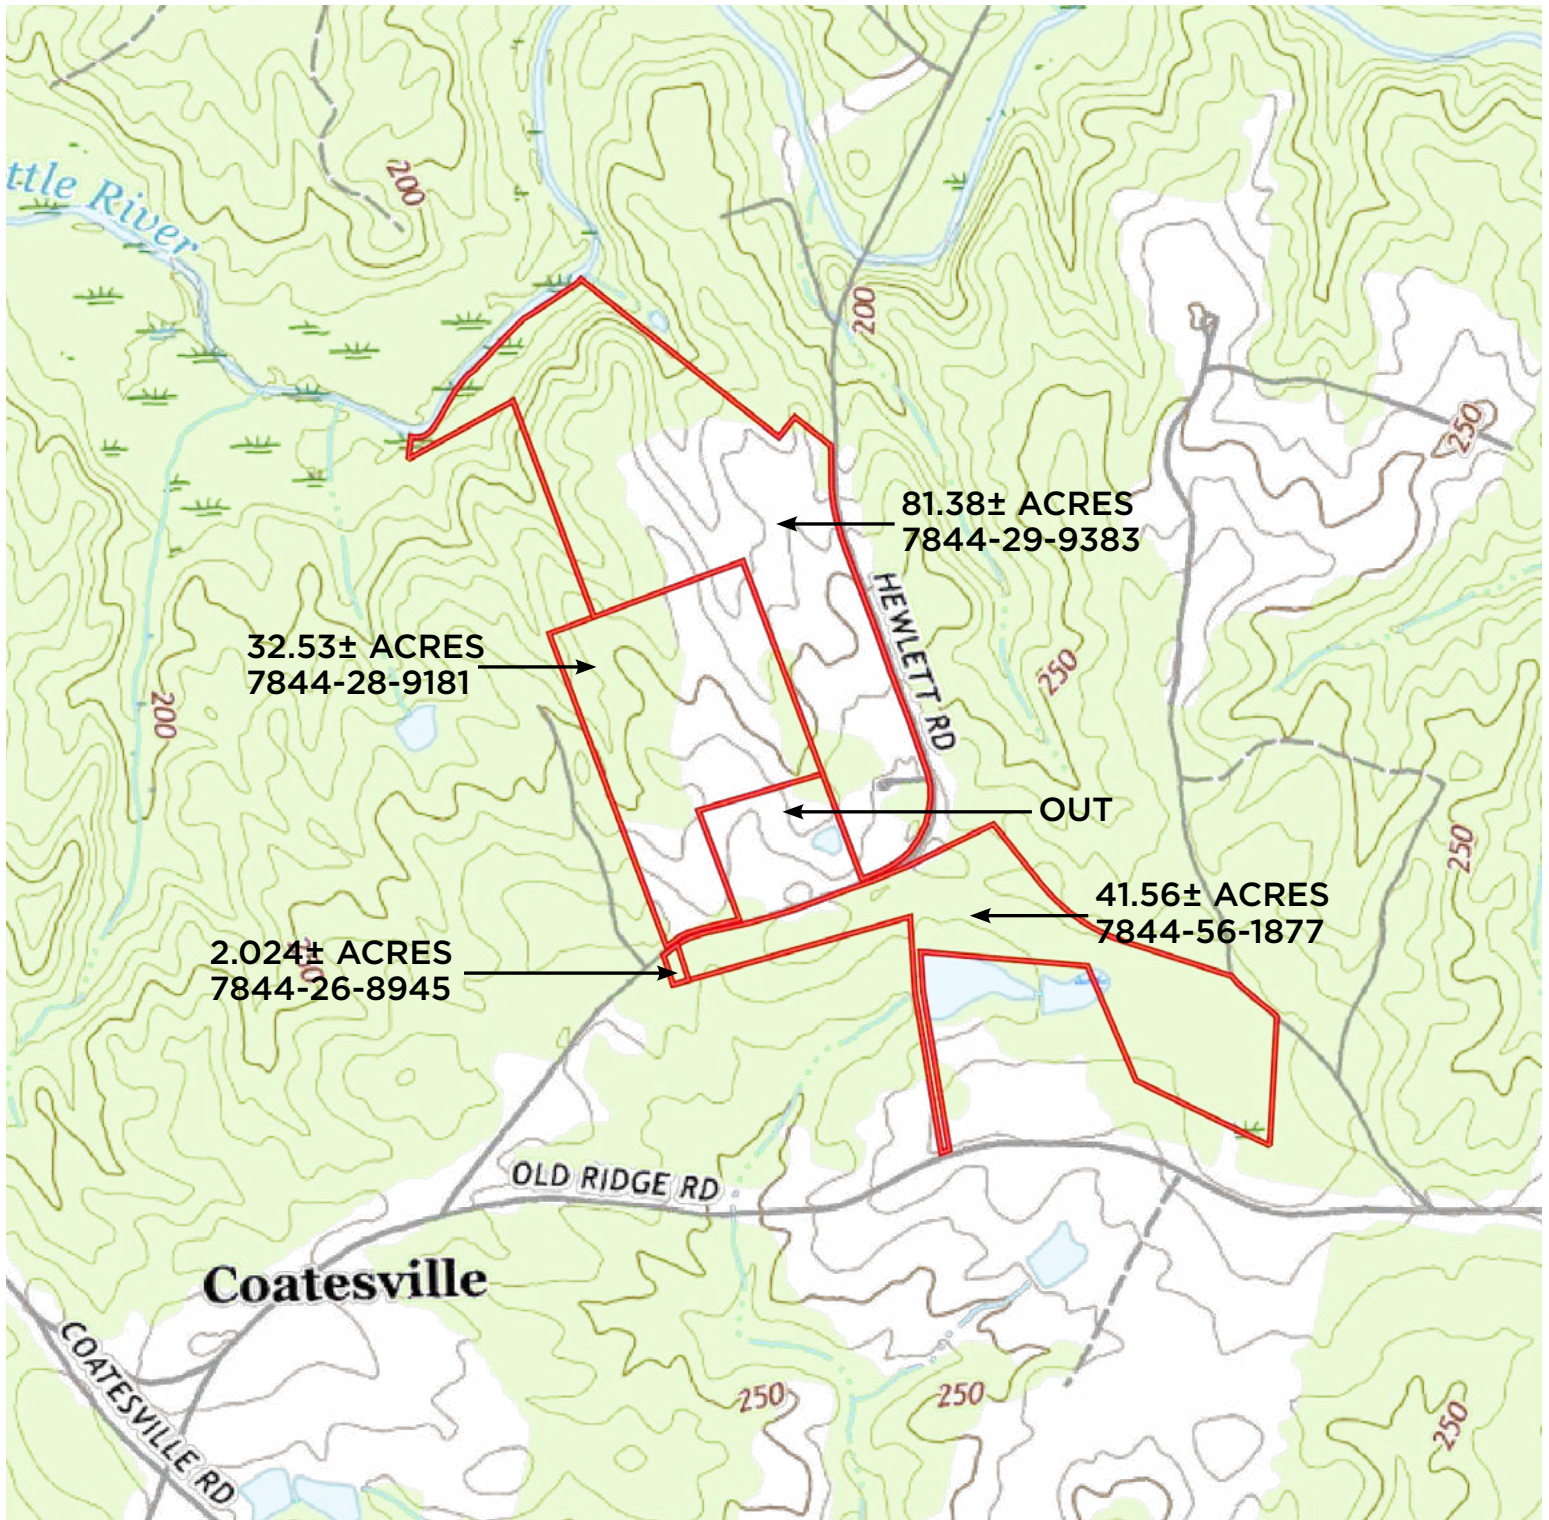 ttle River
200
200
250
81.38± ACRES
7844-29-9383
HEWLETT RD
32.53± ACRES
7844-28-9181
250
200
OUT
250
41.56± ACRES
7844-56-1877
2.024± ACRES
7844-26-8945
OLD RIDGE RD
Coatesville
COATESVILLE RD
250
250
250